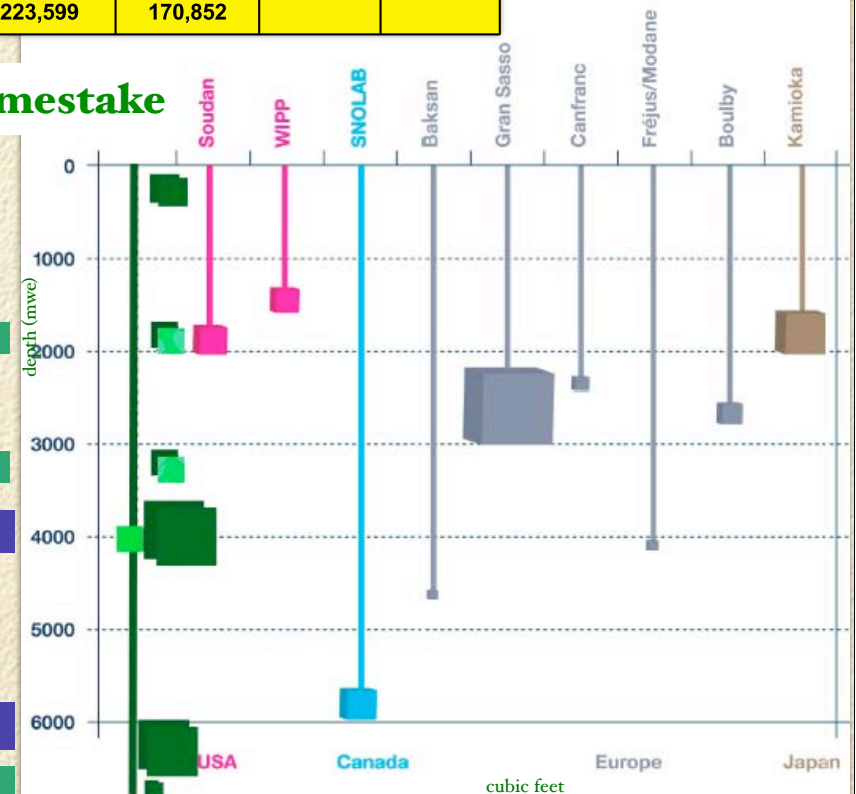 223,599 170,852
mestake
Soudan
WIPP
SNOLAB
Baksan
Gran Sasso
Canfranc
Fréjus/Modane
Boulby
Kamioka
depth (mwe)
0
1000
2000
3000
4000
5000
6000
USA Canada Europe Japan
cubic feet